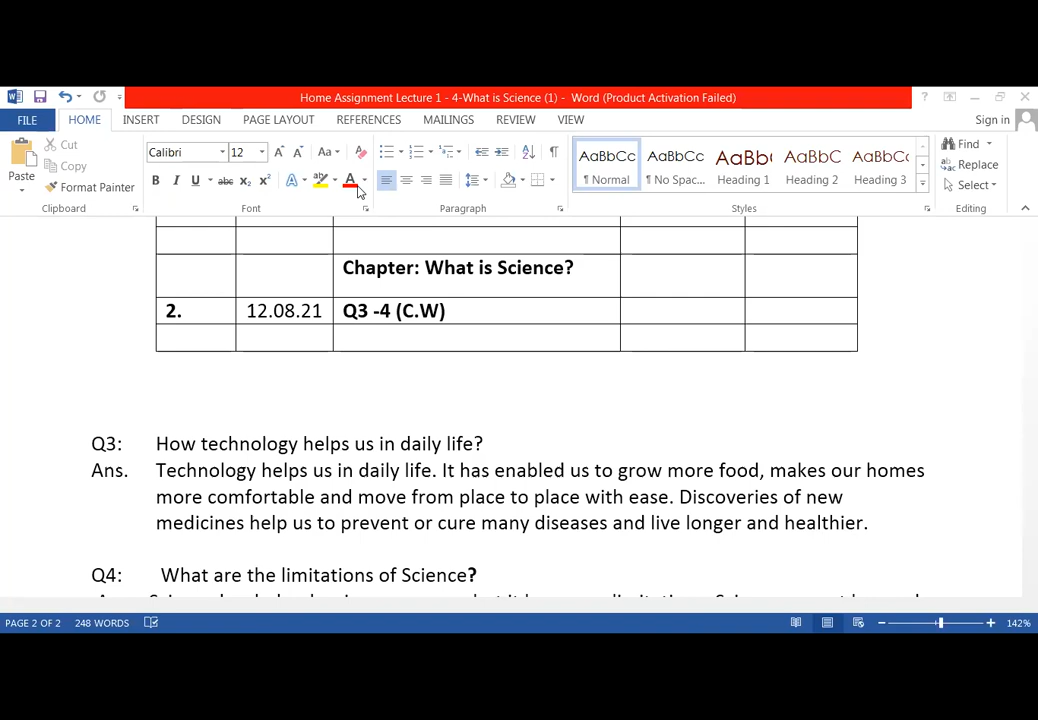 Home Assignment Lecture 1 - 4-What is Science (1) - Word (Product Activation Failed)
FILE HOME INSERT DESIGN PAGE LAYOUT REFERENCES MAILINGS REVIEW VIEW Sign in
Paste
Cut
Copy
Format Painter
Clipboard
Calibri 12
Font
Paragraph
AaBbCc AaBbCc AaBb( AaBbC AaBbC
¶ Normal ¶ No Spac... Heading 1 Heading 2 Heading 3
Styles
Find
Replace
Select
Editing
Chapter: What is Science?
2. 12.08.21 Q3 -4 (C.W)
Q3: How technology helps us in daily life?
Ans. Technology helps us in daily life. It has enabled us to grow more food, makes our homes
more comfortable and move from place to place with ease. Discoveries of new
medicines help us to prevent or cure many diseases and live longer and healthier.
Q4: What are the limitations of Science?
PAGE 2 OF 2 248 WORDS 142%